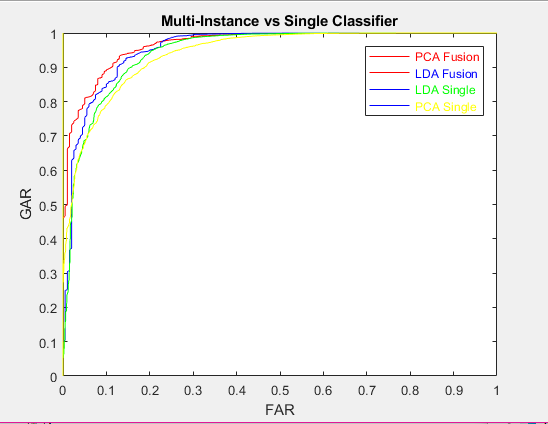 Multi-Instance vs Single Classifier
1
0.9
0.8
0.7
0.6
0.5
0.4
0.3
0.2
0.1
0
GAR
PCA Fusion
LDA Fusion
LDA Single
PCA Single
0 0.1 0.2 0.3 0.4 0.5 0.6 0.7 0.8 0.9 1
FAR